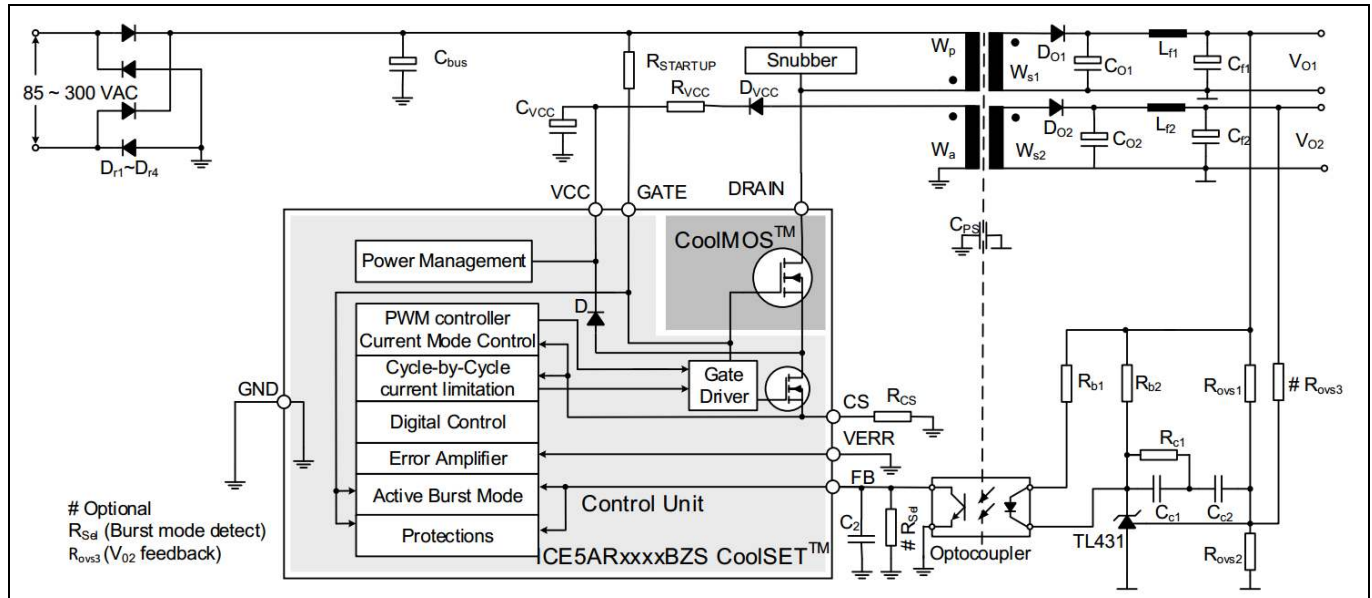 85 ~ 300 VAC
Dr1~Dr4
Cbus
RSTARTUP
Snubber
Wp
Ws1
DO1
CO1
Lf1
Cf1
VO1
CVCC
RVCC
DVCC
Wa
Ws2
DO2
CO2
Lf2
Cf2
VO2
VCC
GATE
DRAIN
CPS
CoolMOS™
Power Management
D
PWM controller
Current Mode Control
Cycle-by-Cycle
current limitation
Digital Control
Error Amplifier
Active Burst Mode
Protections
Gate
Driver
GND
CS
RCS
VERR
FB
Control Unit
ICE5ARxxxxBZS CoolSET™
C2
# RSel
Optocoupler
Rb1
Rb2
Rovs1
# Rovs3
Rc1
Cc1
Cc2
TL431
Rovs2
# Optional
RSel (Burst mode detect)
Rovs3 (V02 feedback)